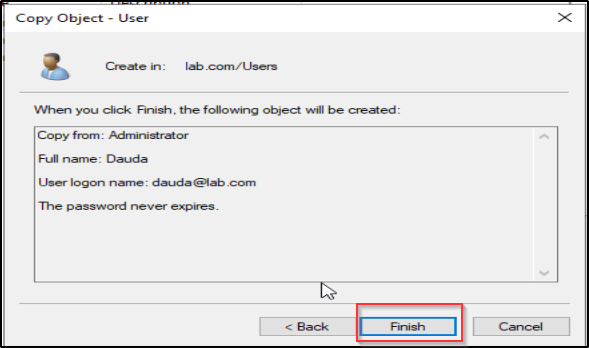 Description
Copy Object - User
Create in: lab.com/Users
When you click Finish, the following object will be created:
Copy from: Administrator
Full name: Dauda
User logon name: dauda@lab.com
The password never expires.
< Back Finish Cancel